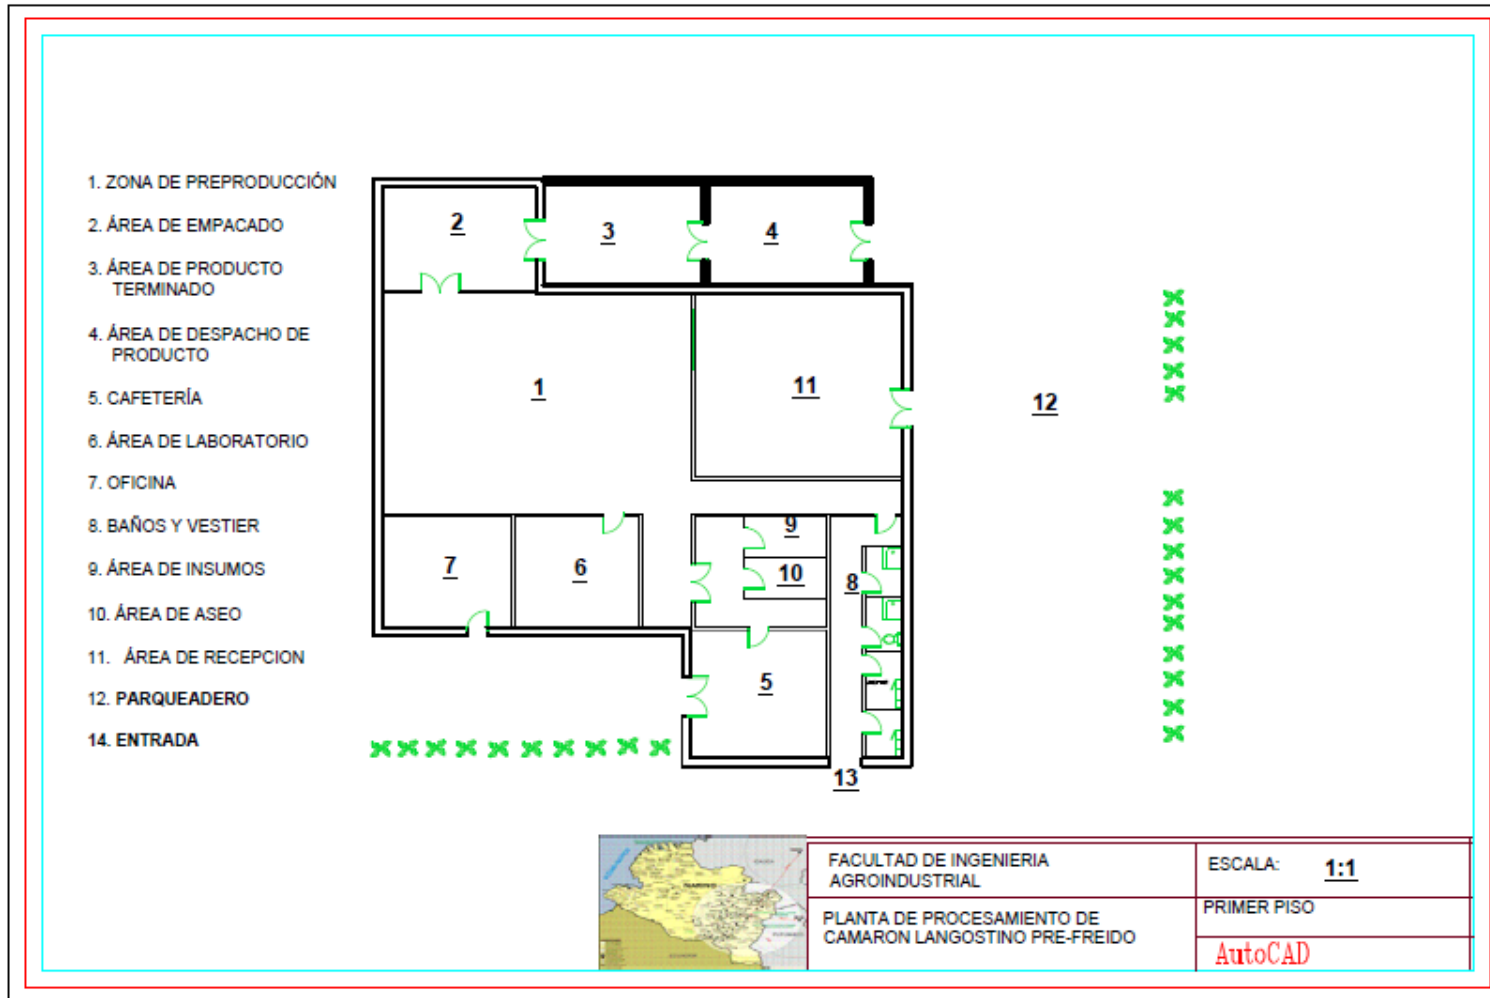 1. ZONA DE PREPRODUCCIÓN
2. ÁREA DE EMPACADO
3. ÁREA DE PRODUCTO
TERMINADO
4. ÁREA DE DESPACHO DE
PRODUCTO
5. CAFETERÍA
6. ÁREA DE LABORATORIO
7. OFICINA
8. BAÑOS Y VESTIER
9. ÁREA DE INSUMOS
10. ÁREA DE ASEO
11. ÁREA DE RECEPCION
12. PARQUEADERO
14. ENTRADA
2
3
4
1
11
12
9
7
6
10
8
5
13
NARIÑO
FACULTAD DE INGENIERIA
AGROINDUSTRIAL
ESCALA: 1:1
PLANTA DE PROCESAMIENTO DE
CAMARON LANGOSTINO PRE-FREIDO
PRIMER PISO
AutoCAD